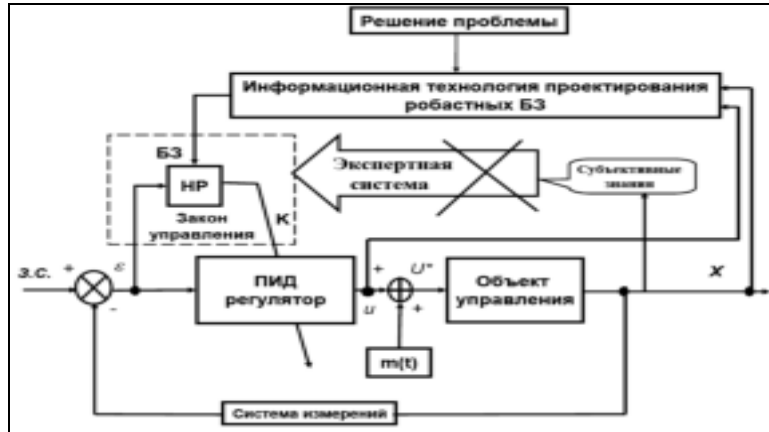 Решение проблемы
Информационная технология проектирования
робастных БЗ
БЗ
НР
Закон
управления
К
Экспертная
система
Субъективные
знания
з.с.
+
-
ε
ПИД
регулятор
+
u
U*
+
m(t)
Объект
управления
X
Система измерений